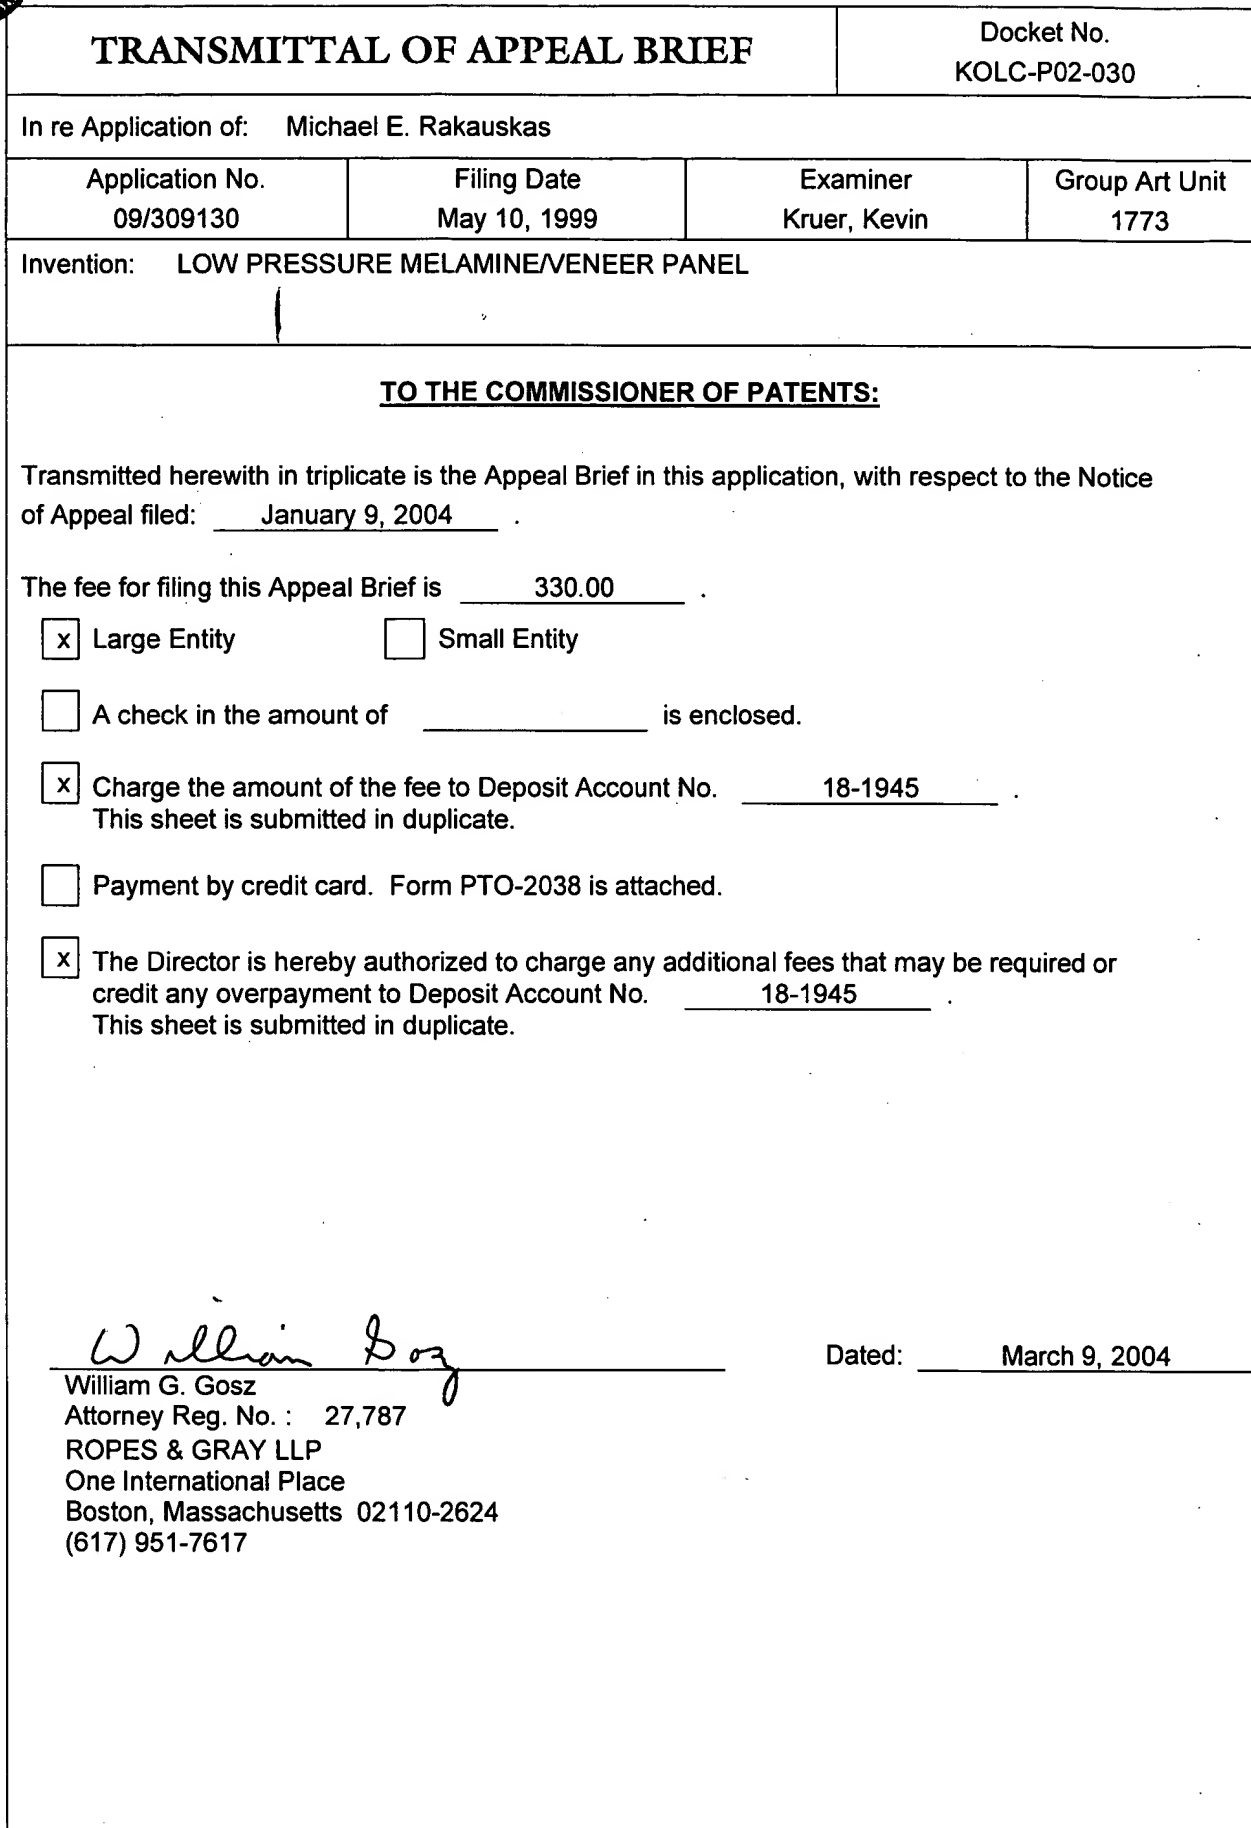 TRANSMITTAL OF APPEAL BRIEF
Docket No.
KOLC-P02-030
In re Application of: Michael E. Rakauskas
Application No.
09/309130
Filing Date
May 10, 1999
Examiner
Kruer, Kevin
Group Art Unit
1773
Invention: LOW PRESSURE MELAMINE/VENEER PANEL
TO THE COMMISSIONER OF PATENTS:
Transmitted herewith in triplicate is the Appeal Brief in this application, with respect to the Notice
of Appeal filed: January 9, 2004 .
The fee for filing this Appeal Brief is 330.00 .
x Large Entity Small Entity
A check in the amount of is enclosed.
x Charge the amount of the fee to Deposit Account No. 18-1945 .
This sheet is submitted in duplicate.
Payment by credit card. Form PTO-2038 is attached.
x The Director is hereby authorized to charge any additional fees that may be required or
credit any overpayment to Deposit Account No. 18-1945 .
This sheet is submitted in duplicate.
William Gosz
Dated: March 9, 2004
William G. Gosz
Attorney Reg. No. : 27,787
ROPES & GRAY LLP
One International Place
Boston, Massachusetts 02110-2624
(617) 951-7617